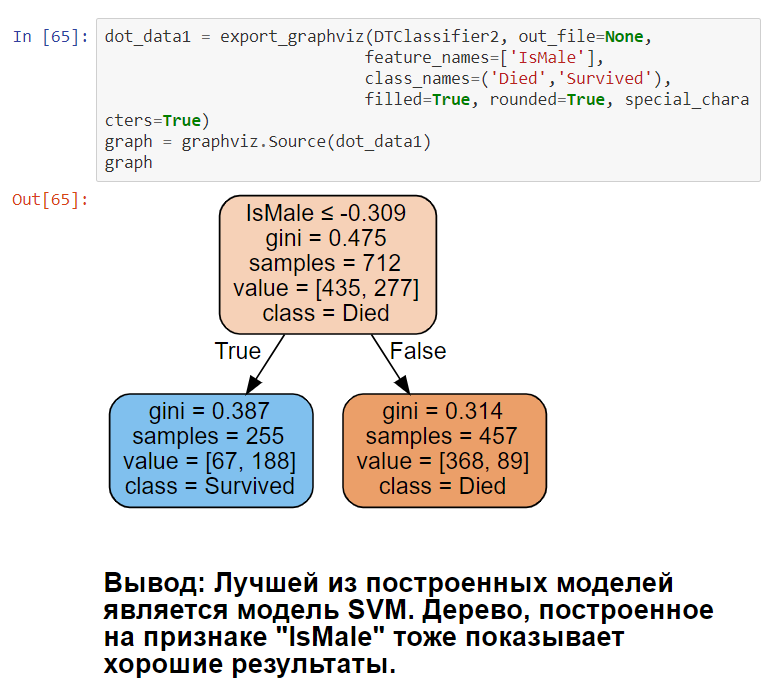 In [65]: dot_data1 = export_graphviz(DTClassifier2, out_file=None,
feature_names=['IsMale'],
class_names=('Died','Survived'),
filled=True, rounded=True, special_chara
cters=True)
graph = graphviz.Source(dot_data1)
graph
Out[65]:
IsMale ≤ -0.309
gini = 0.475
samples = 712
value = [435, 277]
class = Died
True
False
gini = 0.387
samples = 255
value = [67, 188]
class = Survived
gini = 0.314
samples = 457
value = [368, 89]
class = Died
Вывод: Лучшей из построенных моделей
является модель SVM. Дерево, построенное
на признаке "IsMale" тоже показывает
хорошие результаты.